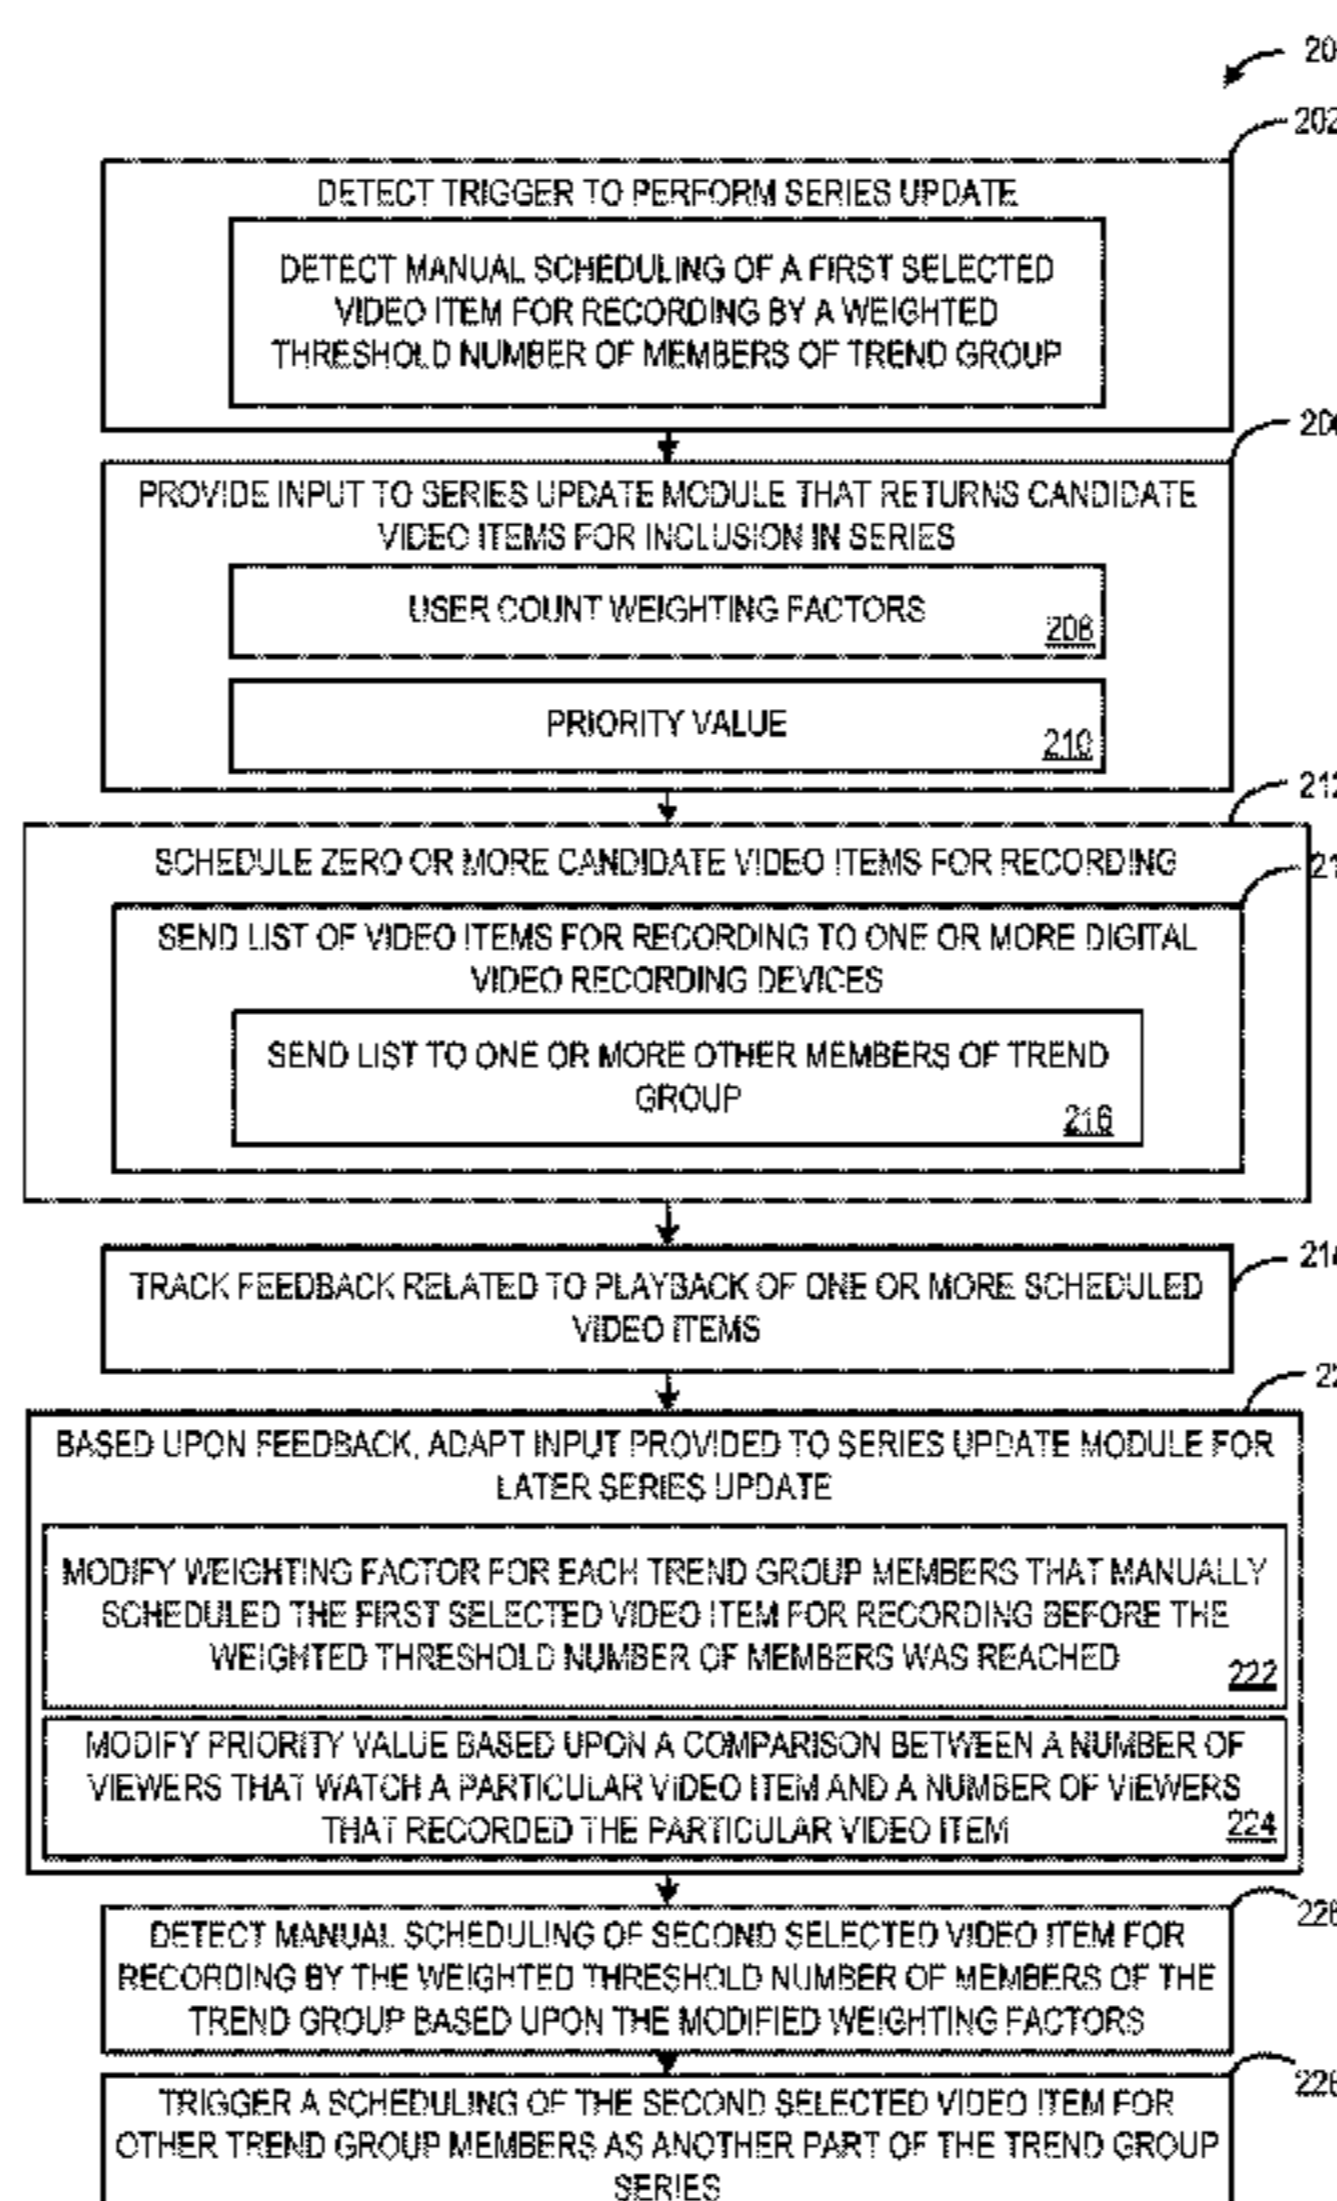 202
DETECT TRIGGER TO PERFORM SERIES UPDATE
DETECT MANUAL SCHEDULING OF A FIRST SELECTED
VIDEO ITEM FOR RECORDING BY A WEIGHTED
THRESHOLD NUMBER OF MEMBERS OF TREND GROUP
PROVIDE INPUT TO SERIES UPDATE MODULE THAT RETURNS CANDIDATE
VIDEO ITEMS FOR INCLUSION IN SERIES
USER COUNT WEIGHTING FACTORS
208
PRIORITY VALUE
210
212
SCHEDULE ZERO OR MORE CANDIDATE VIDEO ITEMS FOR RECORDING
SEND LIST OF VIDEO ITEMS FOR RECORDING TO ONE OR MORE DIGITAL
VIDEO RECORDING DEVICES
SEND LIST TO ONE OR MORE OTHER MEMBERS OF TREND
GROUP
216
TRACK FEEDBACK RELATED TO PLAYBACK OF ONE OR MORE SCHEDULED
VIDEO ITEMS
BASED UPON FEEDBACK, ADAPT INPUT PROVIDED TO SERIES UPDATE MODULE FOR
LATER SERIES UPDATE
MODIFY WEIGHTING FACTOR FOR EACH TREND GROUP MEMBERS THAT MANUALLY
SCHEDULED THE FIRST SELECTED VIDEO ITEM FOR RECORDING BEFORE THE
WEIGHTED THRESHOLD NUMBER OF MEMBERS WAS REACHED
222
MODIFY PRIORITY VALUE BASED UPON A COMPARISON BETWEEN A NUMBER OF
VIEWERS THAT WATCH A PARTICULAR VIDEO ITEM AND A NUMBER OF VIEWERS
THAT RECORDED THE PARTICULAR VIDEO ITEM
224
DETECT MANUAL SCHEDULING OF SECOND SELECTED VIDEO ITEM FOR
RECORDING BY THE WEIGHTED THRESHOLD NUMBER OF MEMBERS OF THE
TREND GROUP BASED UPON THE MODIFIED WEIGHTING FACTORS
TRIGGER A SCHEDULING OF THE SECOND SELECTED VIDEO ITEM FOR
OTHER TREND GROUP MEMBERS AS ANOTHER PART OF THE TREND GROUP
SERIES